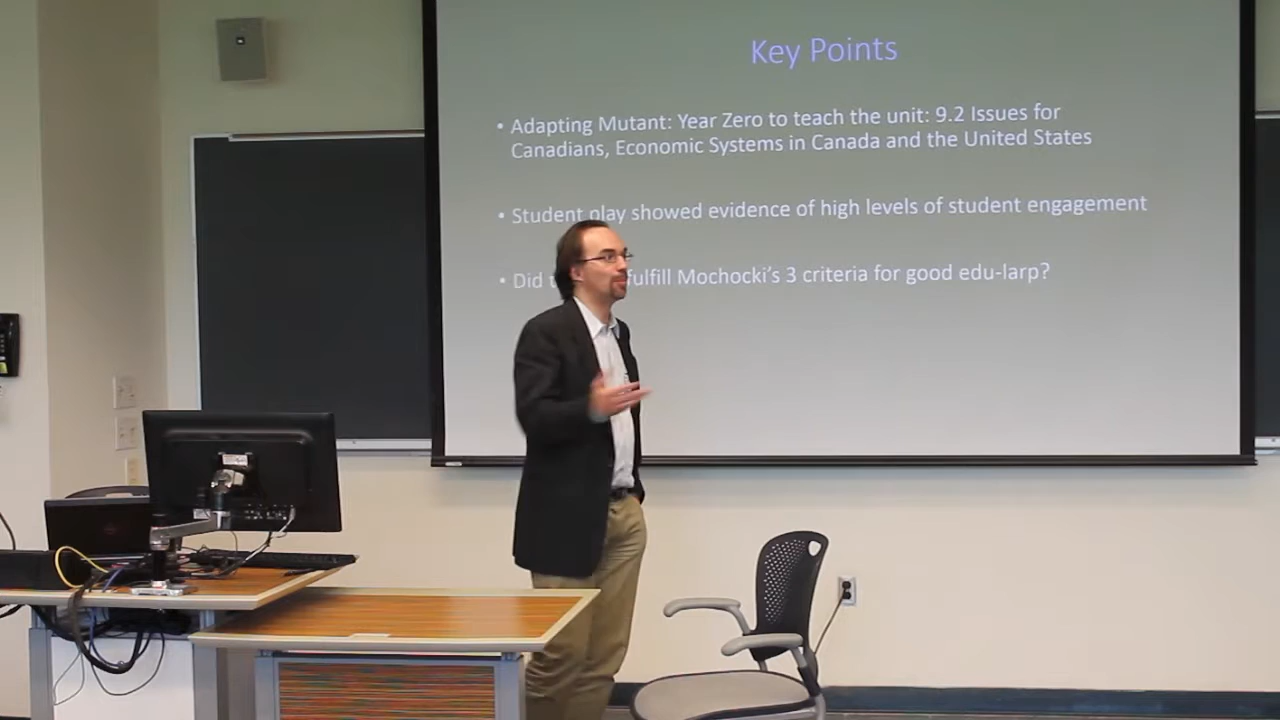 Key Points
• Adapting Mutant: Year Zero to teach the unit: 9.2 Issues for
Canadians, Economic Systems in Canada and the United States
• Student play showed evidence of high levels of student engagement
• Did fulfill Mochocki's 3 criteria for good edu-larp?